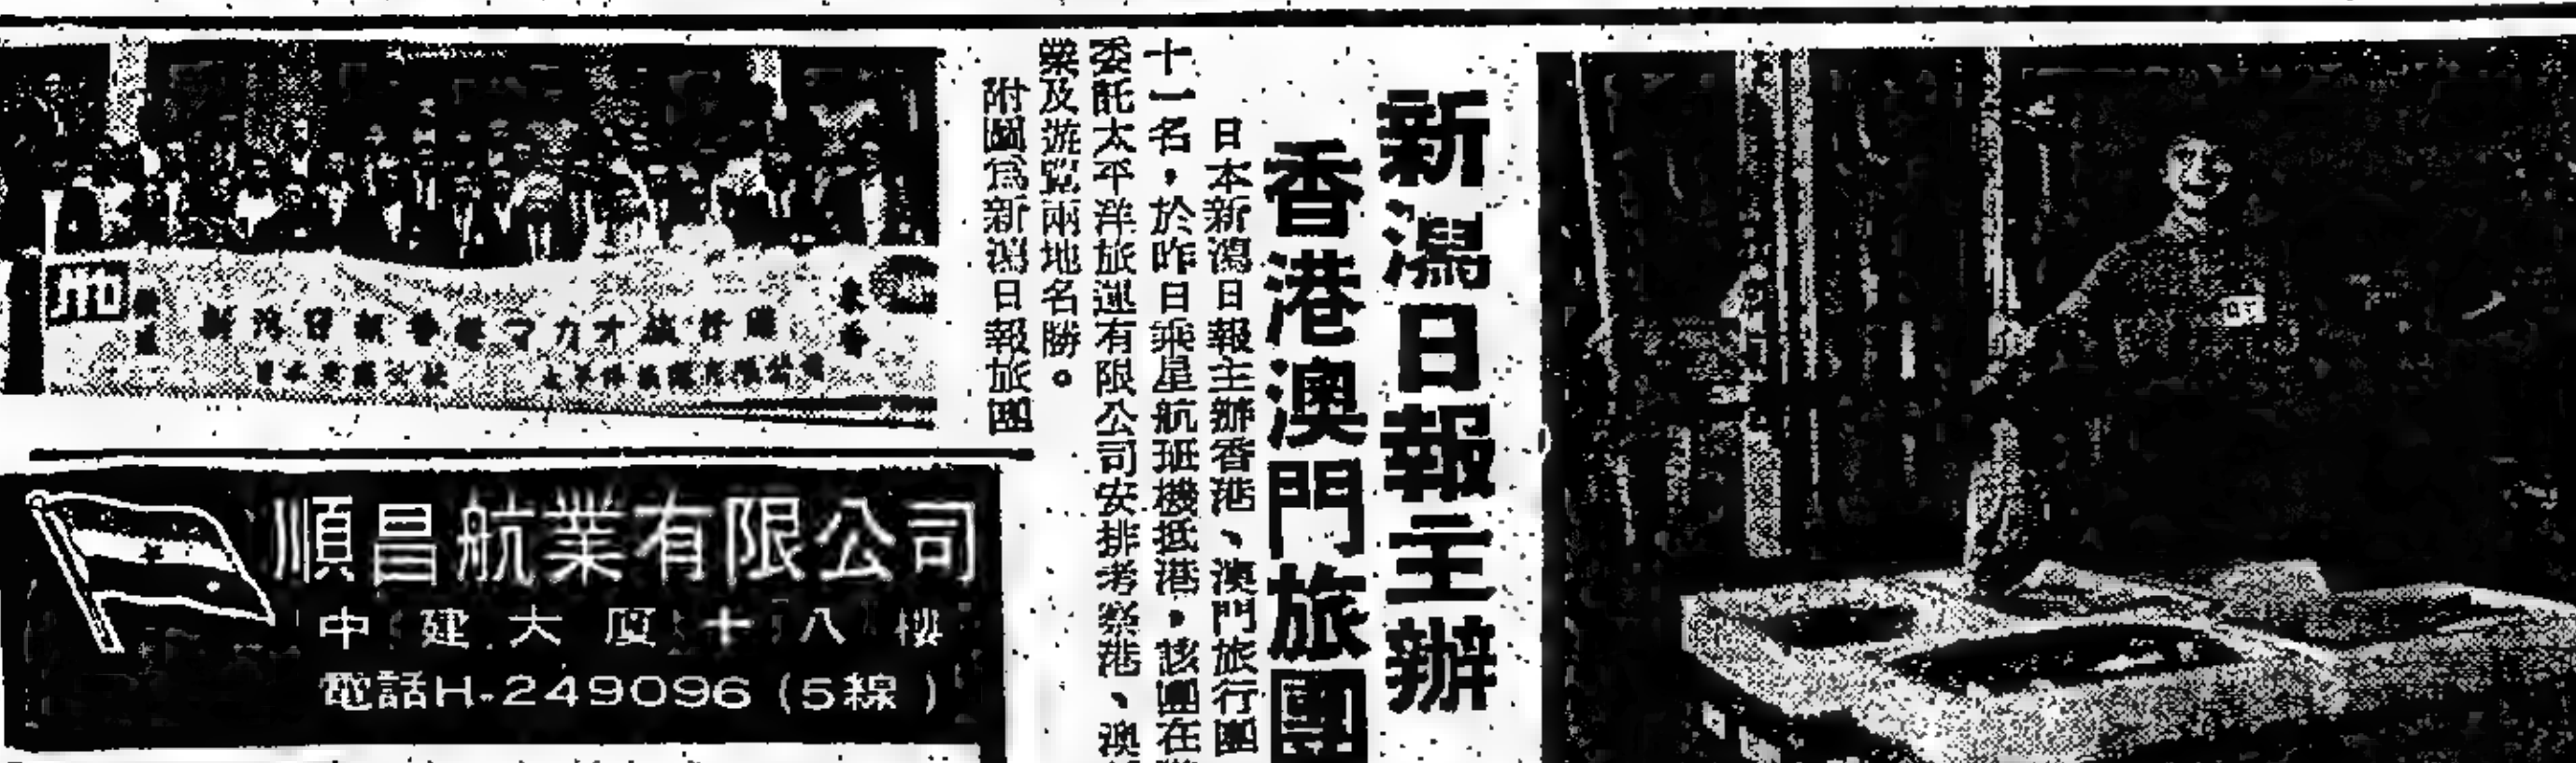 新潟日報主辦
香港澳門旅團
日本新潟日報主辦香港、澳門旅行團
十一名，於昨日乘星航班機抵港，該團在
委託太平洋旅運有限公司安排考察港、澳
業及游覽兩地名勝。
附圖爲新潟日報旅團
順昌航業有限公司
中建大廈十八樓
電話H-249096（5線）